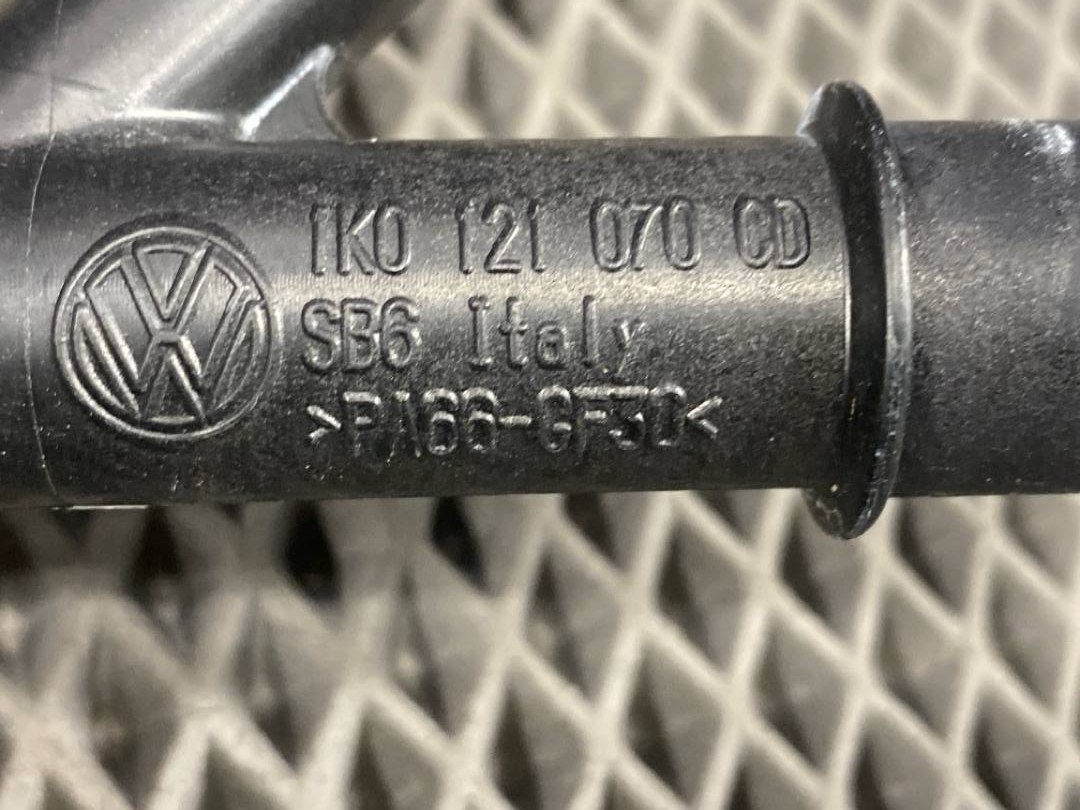 1K0 121 070 CD
SB6 Italy
>PA66-GF30<